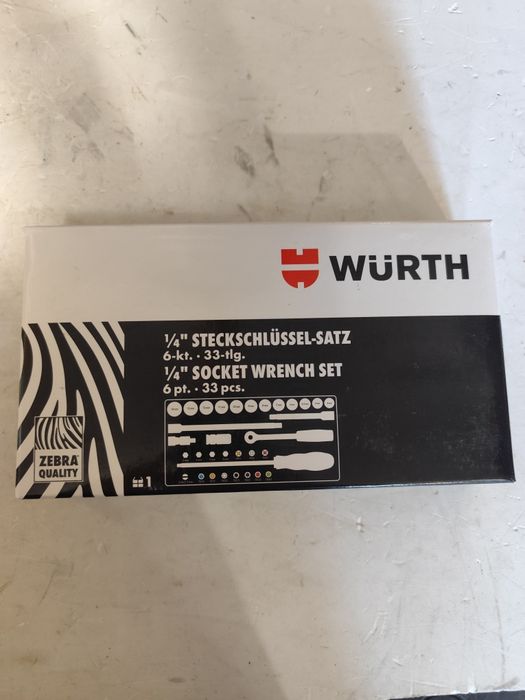 WÜRTH
1/4" STECKSCHLÜSSEL-SATZ
6-kt. · 33-tlg.
1/4" SOCKET WRENCH SET
6 pt. · 33 pcs.
ZEBRA
QUALITY
1